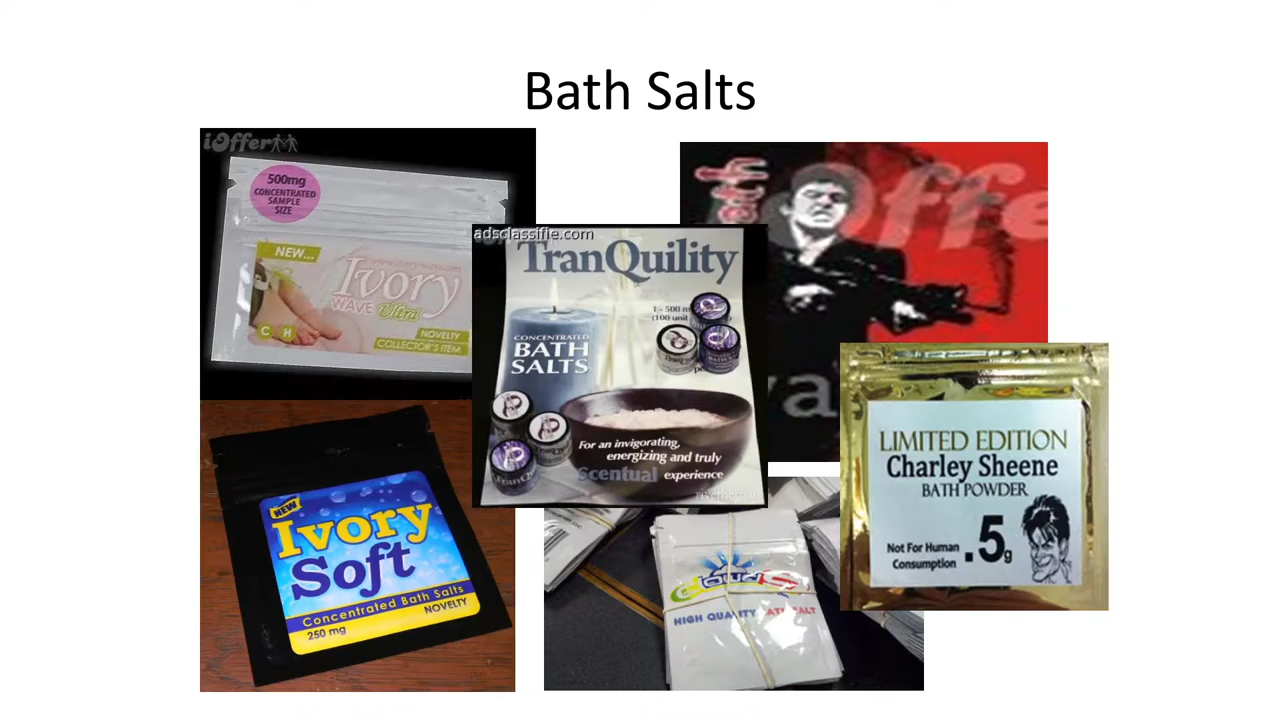 Bath Salts
iOffer
500mg
CONCENTRATED
SAMPLE
SIZE
NEW...
Ivory
WAVE Ultra
C H
NOVELTY
COLLECTOR'S ITEM
adsclassifie.com
TranQuility
CONCENTRATED
BATH
SALTS
For an invigorating,
energizing and truly
Scentual experience
iOffe
LIMITED EDITION
Charley Sheene
BATH POWDER
Not For Human
Consumption
.5g
NEW
Ivory
Soft
Concentrated Bath Salts
NOVELTY
250 mg
HIGH QUALITY